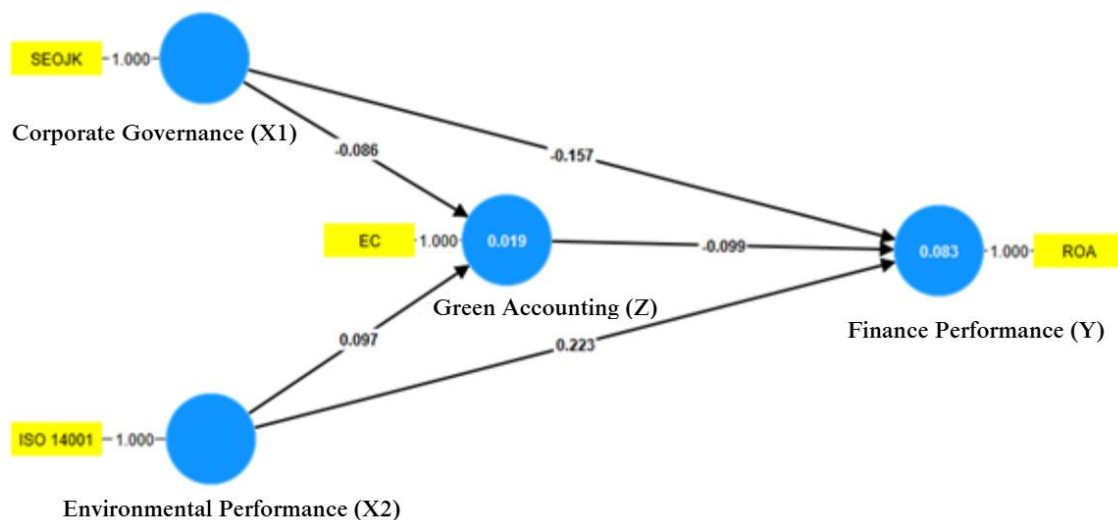 SEOJK
1.000
Corporate Governance (X1)
-0.086
-0.157
EC
1.000
0.019
-0.099
0.083
1.000
ROA
Green Accounting (Z)
Finance Performance (Y)
0.097
0.223
ISO 14001
1.000
Environmental Performance (X2)